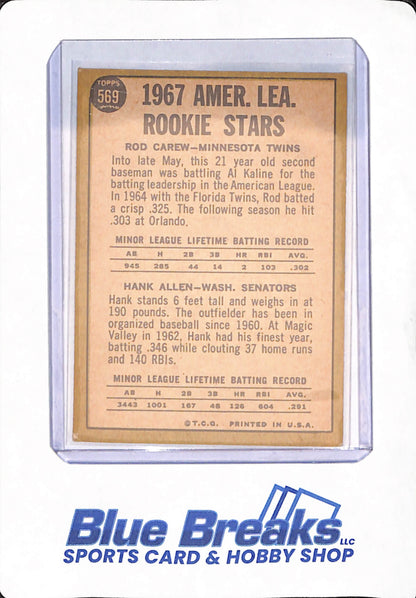 TOPPS
569
1967 AMER. LEA.
ROOKIE STARS
ROD CAREW—MINNESOTA TWINS
Into late May, this 21 year old second
baseman was battling Al Kaline for the
batting leadership in the American League.
In 1964 with the Florida Twins, Rod batted
a crisp .325. The following season he hit
.303 at Orlando.
MINOR LEAGUE LIFETIME BATTING RECORD
AB H 2B 3B HR RBI AVG.
945 285 44 14 2 103 .302
HANK ALLEN—WASH. SENATORS
Hank stands 6 feet tall and weighs in at
190 pounds. The outfielder has been in
organized baseball since 1960. At Magic
Valley in 1962, Hank had his finest year,
batting .346 while clouting 37 home runs
and 140 RBIs.
MINOR LEAGUE LIFETIME BATTING RECORD
AB H 2B 3B HR RBI AVG.
3443 1001 167 48 126 604 .291
©T.C.G. PRINTED IN U.S.A.
Blue Breaks LLC
SPORTS CARD & HOBBY SHOP